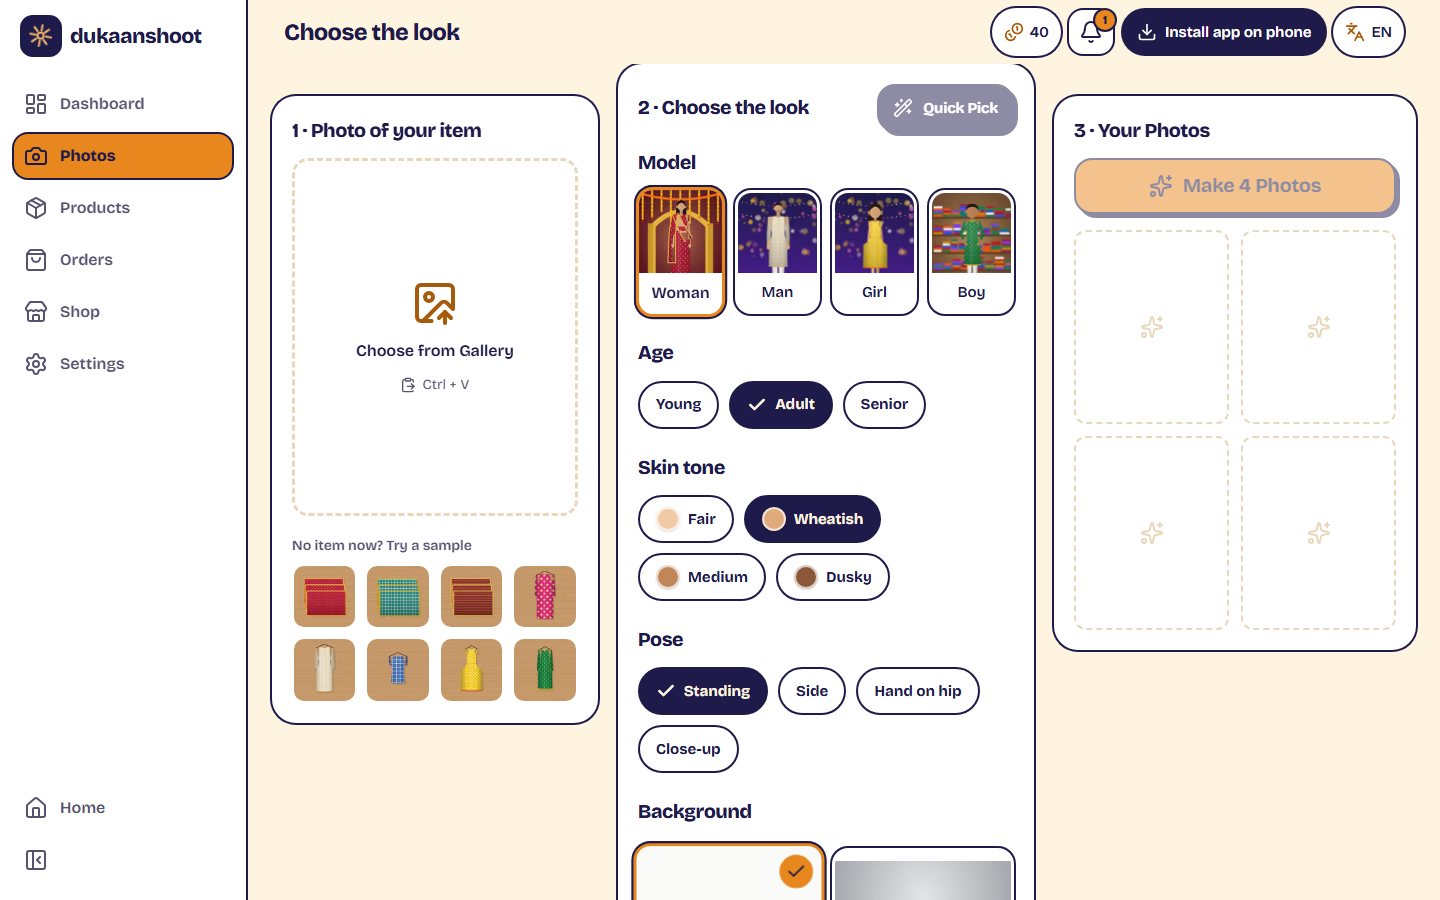 dukaanshoot
Dashboard
Photos
Products
Orders
Shop
Settings
Home
Choose the look
40
1
Install app on phone
EN
1 · Photo of your item
Choose from Gallery
Ctrl + V
No item now? Try a sample
2 · Choose the look
Quick Pick
Model
Woman
Man
Girl
Boy
Age
Young
Adult
Senior
Skin tone
Fair
Wheatish
Medium
Dusky
Pose
Standing
Side
Hand on hip
Close-up
Background
3 · Your Photos
Make 4 Photos